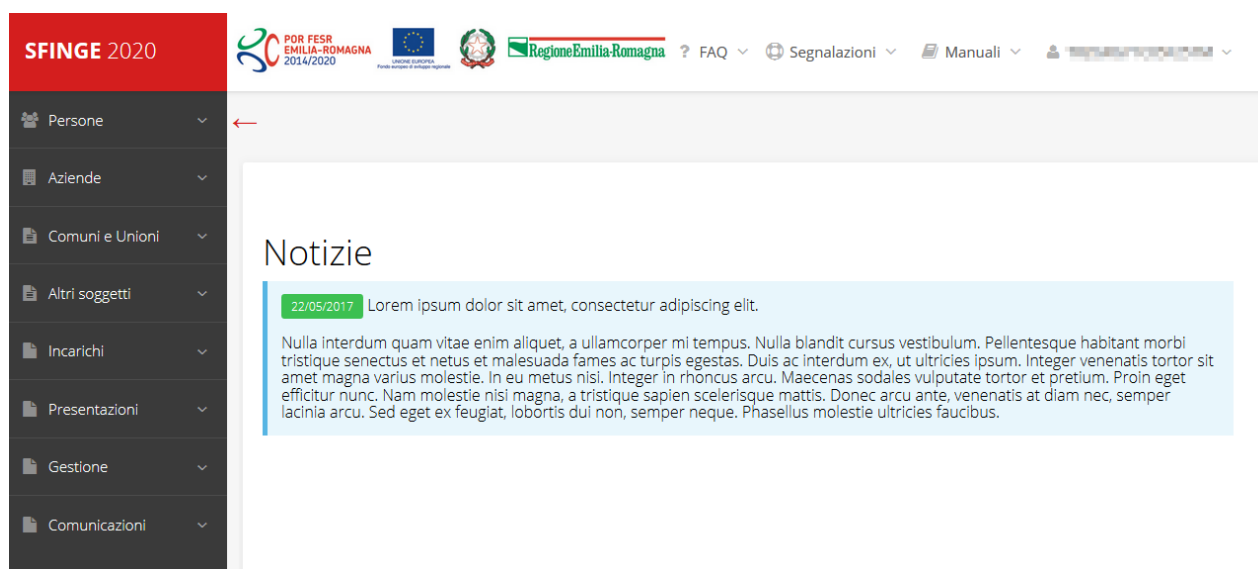 SFINGE 2020
POR FESR
EMILIA-ROMAGNA
2014/2020
UNIONE EUROPEA
Fondo europeo di sviluppo regionale
RegioneEmilia-Romagna
? FAQ
Segnalazioni
Manuali
Persone
Aziende
Comuni e Unioni
Altri soggetti
Incarichi
Presentazioni
Gestione
Comunicazioni
←
Notizie
22/05/2017 Lorem ipsum dolor sit amet, consectetur adipiscing elit.
Nulla interdum quam vitae enim aliquet, a ullamcorper mi tempus. Nulla blandit cursus vestibulum. Pellentesque habitant morbi
tristique senectus et netus et malesuada fames ac turpis egestas. Duis ac interdum ex, ut ultricies ipsum. Integer venenatis tortor sit
amet magna varius molestie. In eu metus nisi. Integer in rhoncus arcu. Maecenas sodales vulputate tortor et pretium. Proin eget
efficitur nunc. Nam molestie nisi magna, a tristique sapien scelerisque mattis. Donec arcu ante, venenatis at diam nec, semper
lacinia arcu. Sed eget ex feugiat, lobortis dui non, semper neque. Phasellus molestie ultricies faucibus.